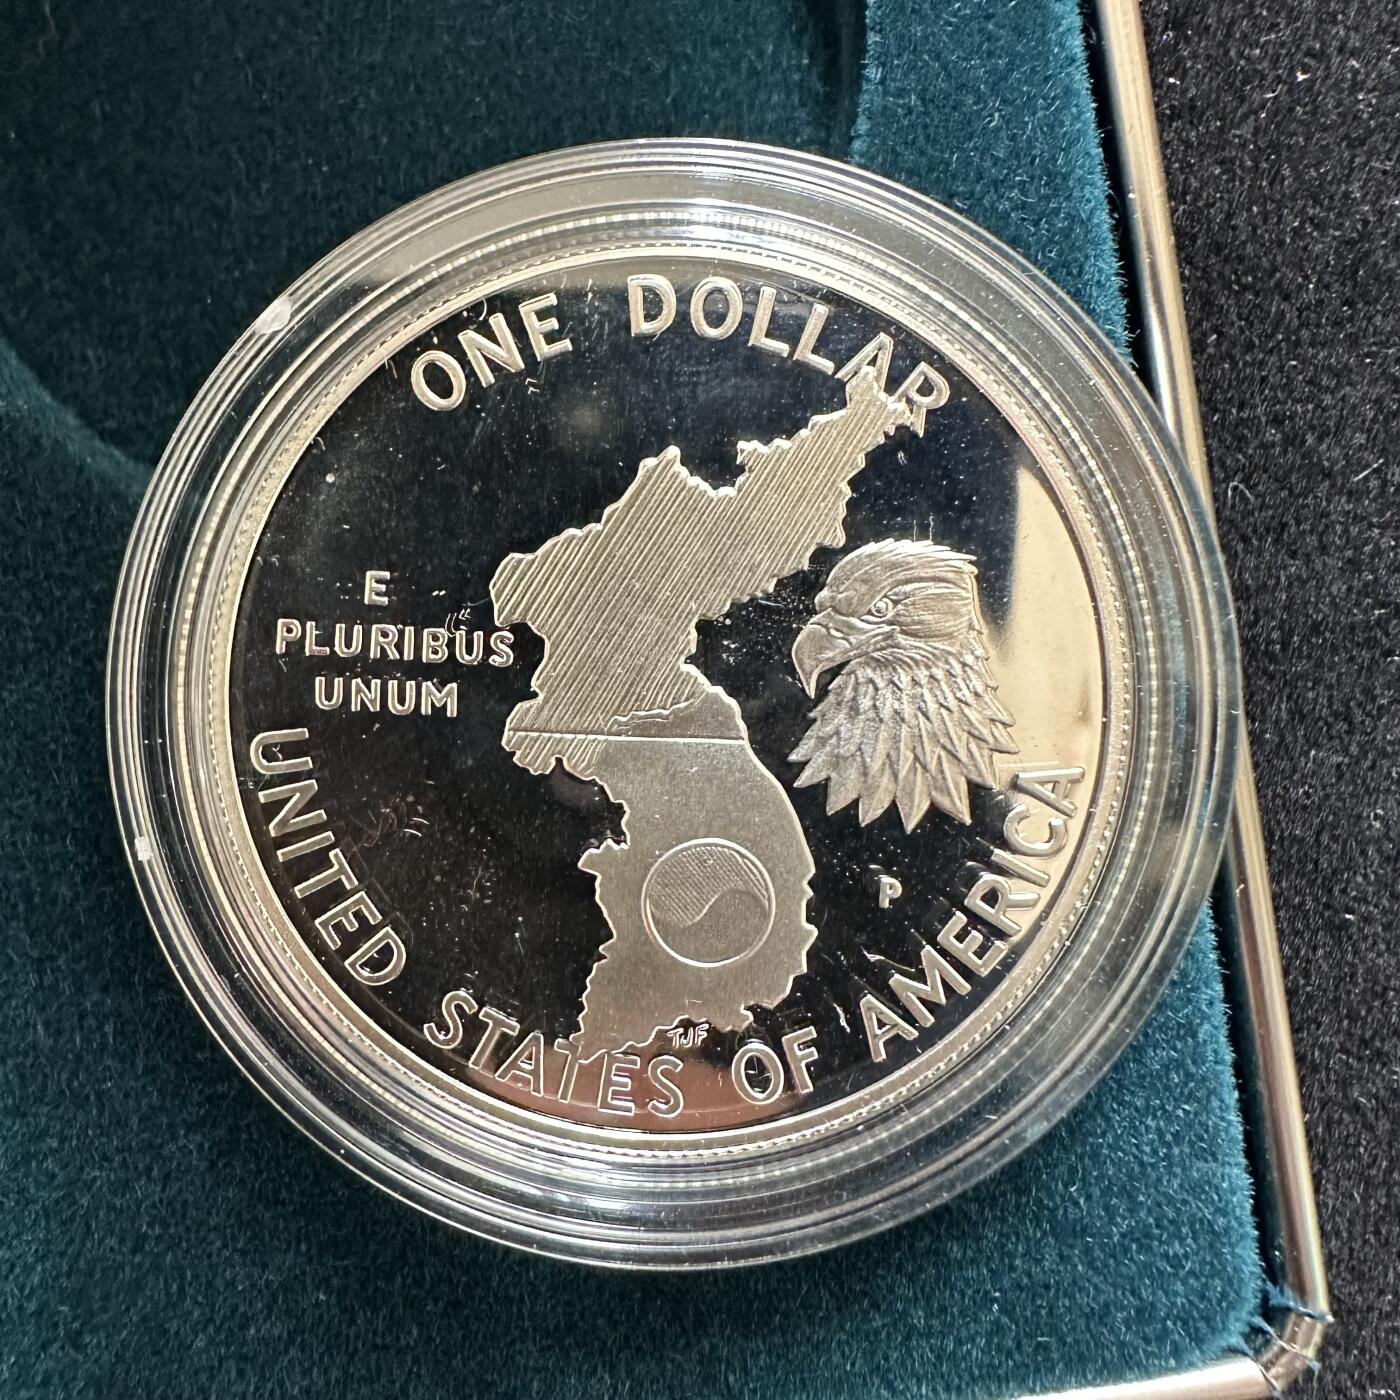 ONE DOLLAR
E
PLURIBUS
UNUM
P
TJF
UNITED STATES OF AMERICA